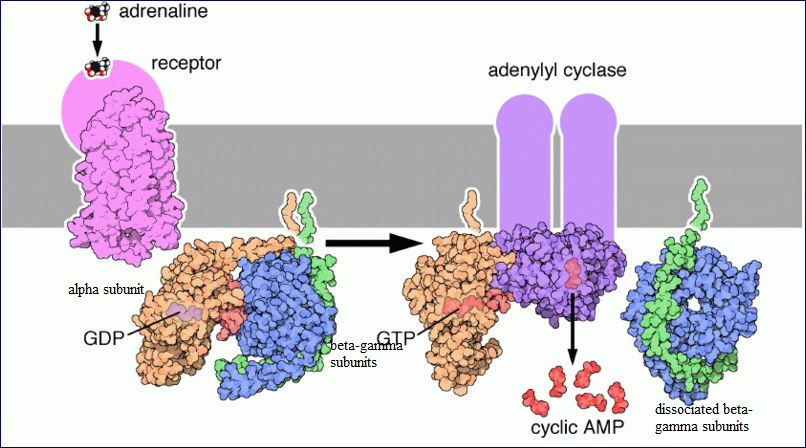 adrenaline
receptor
adenylyl cyclase
alpha subunit
GDP
beta-gamma
subunits
GTP
cyclic AMP
dissociated beta-
gamma subunits